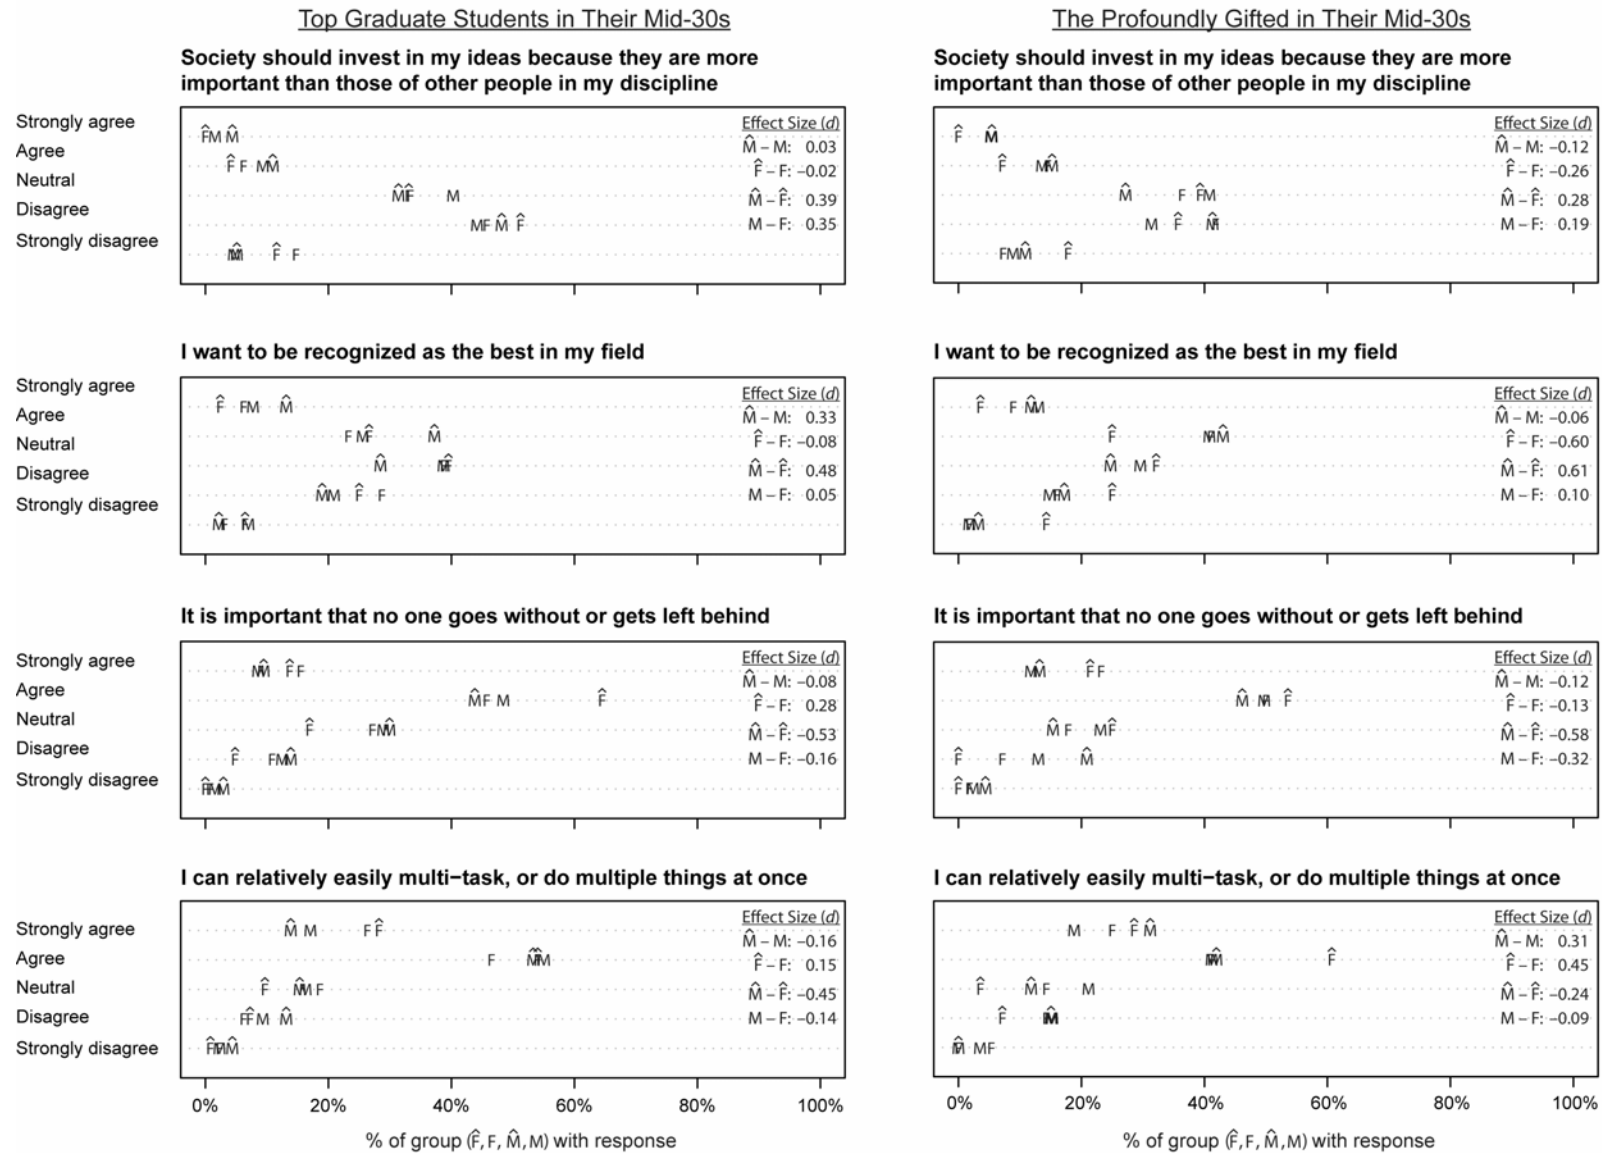 Top Graduate Students in Their Mid-30s
Society should invest in my ideas because they are more
important than those of other people in my discipline
Strongly agree
Agree
Neutral
Disagree
Strongly disagree
Effect Size (d)
M̂ – M: 0.03
F̂ – F: –0.02
M̂ – F̂: 0.39
M – F: 0.35
I want to be recognized as the best in my field
Strongly agree
Agree
Neutral
Disagree
Strongly disagree
Effect Size (d)
M̂ – M: 0.33
F̂ – F: –0.08
M̂ – F̂: 0.48
M – F: 0.05
It is important that no one goes without or gets left behind
Strongly agree
Agree
Neutral
Disagree
Strongly disagree
Effect Size (d)
M̂ – M: –0.08
F̂ – F: 0.28
M̂ – F̂: –0.53
M – F: –0.16
I can relatively easily multi–task, or do multiple things at once
Strongly agree
Agree
Neutral
Disagree
Strongly disagree
Effect Size (d)
M̂ – M: –0.16
F̂ – F: 0.15
M̂ – F̂: –0.45
M – F: –0.14
0% 20% 40% 60% 80% 100%
% of group (F̂, F, M̂, M) with response
The Profoundly Gifted in Their Mid-30s
Society should invest in my ideas because they are more
important than those of other people in my discipline
Effect Size (d)
M̂ – M: –0.12
F̂ – F: –0.26
M̂ – F̂: 0.28
M – F: 0.19
I want to be recognized as the best in my field
Effect Size (d)
M̂ – M: –0.06
F̂ – F: –0.60
M̂ – F̂: 0.61
M – F: 0.10
It is important that no one goes without or gets left behind
Effect Size (d)
M̂ – M: –0.12
F̂ – F: –0.13
M̂ – F̂: –0.58
M – F: –0.32
I can relatively easily multi–task, or do multiple things at once
Effect Size (d)
M̂ – M: 0.31
F̂ – F: 0.45
M̂ – F̂: –0.24
M – F: –0.09
0% 20% 40% 60% 80% 100%
% of group (F̂, F, M̂, M) with response